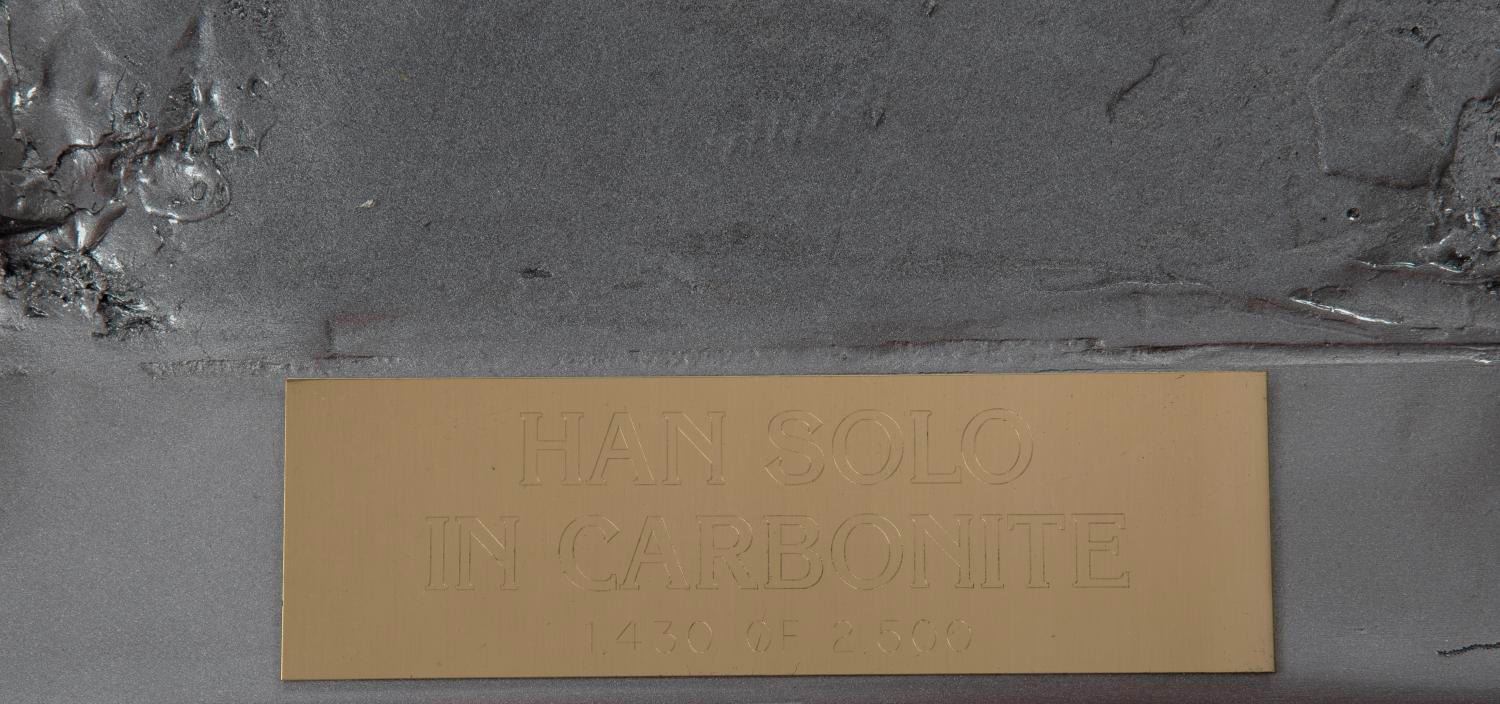 HAN SOLO
IN CARBONITE
1,430 OF 2,500